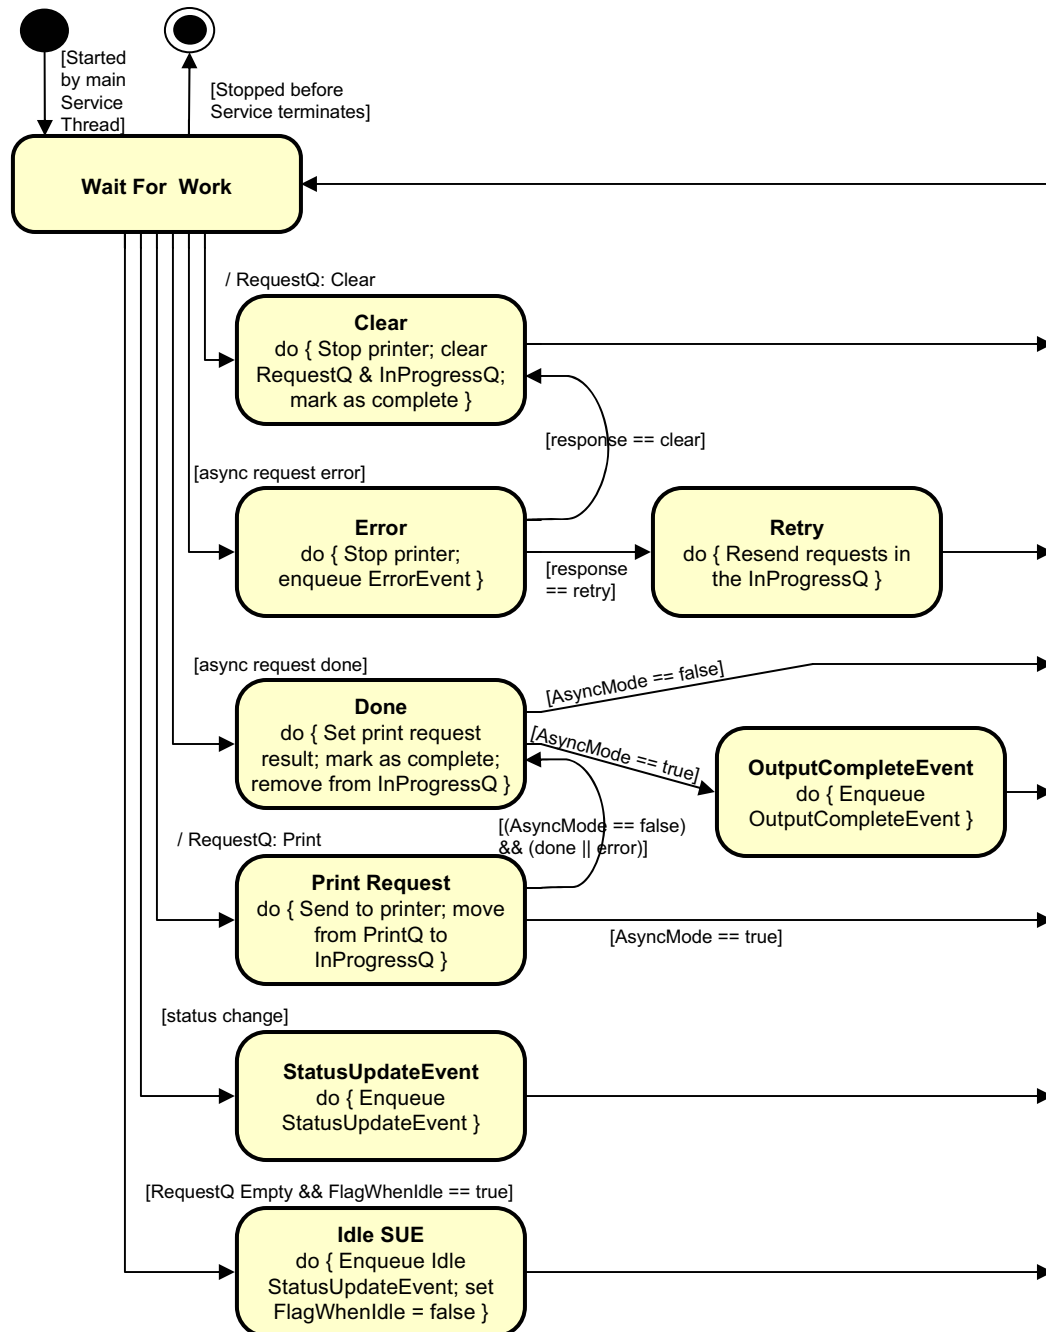 [Started
by main
Service
Thread]
[Stopped before
Service terminates]
Wait For Work
/ RequestQ: Clear
Clear
do { Stop printer; clear
RequestQ & InProgressQ;
mark as complete }
[response == clear]
[async request error]
Error
do { Stop printer;
enqueue ErrorEvent }
[response
== retry]
Retry
do { Resend requests in
the InProgressQ }
[async request done]
Done
do { Set print request
result; mark as complete;
remove from InProgressQ }
[AsyncMode == false]
[AsyncMode == true]
OutputCompleteEvent
do { Enqueue
OutputCompleteEvent }
[(AsyncMode == false)
&& (done || error)]
/ RequestQ: Print
Print Request
do { Send to printer; move
from PrintQ to
InProgressQ }
[AsyncMode == true]
[status change]
StatusUpdateEvent
do { Enqueue
StatusUpdateEvent }
[RequestQ Empty && FlagWhenIdle == true]
Idle SUE
do { Enqueue Idle
StatusUpdateEvent; set
FlagWhenIdle = false }